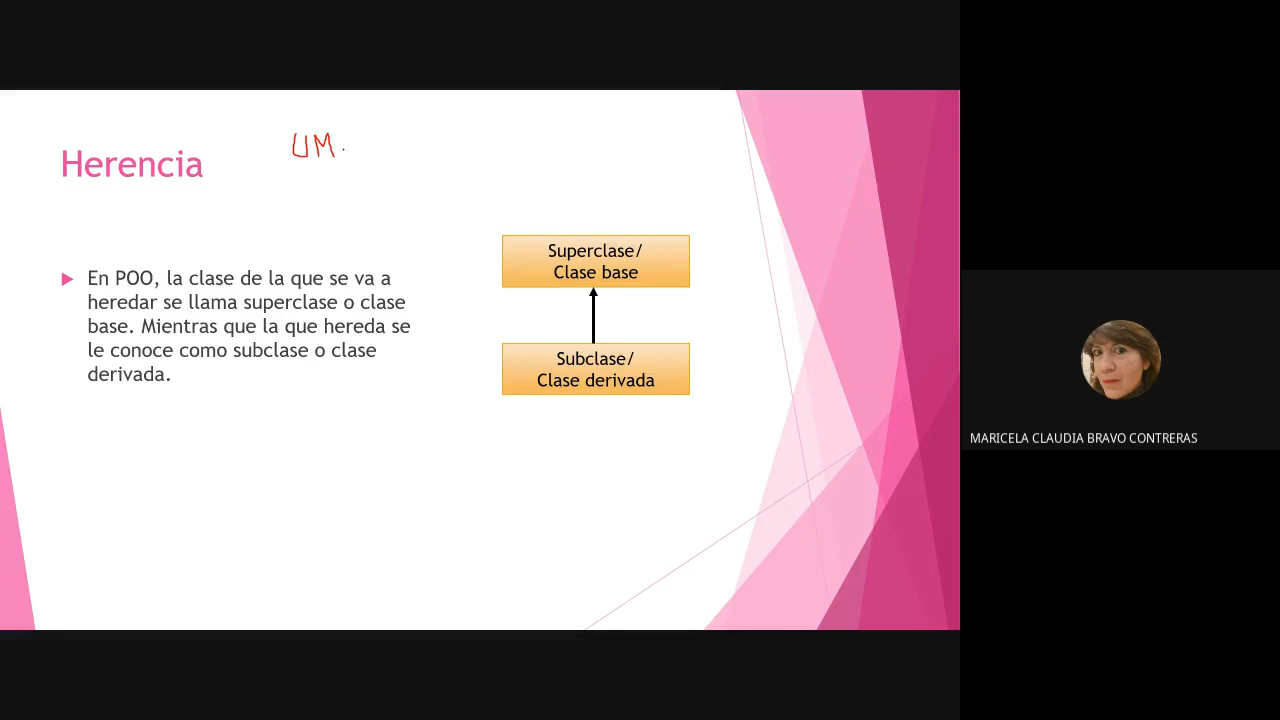 Herencia
UM.
En POO, la clase de la que se va a
heredar se llama superclase o clase
base. Mientras que la que hereda se
le conoce como subclase o clase
derivada.
Superclase/
Clase base
Subclase/
Clase derivada
MARICELA CLAUDIA BRAVO CONTRERAS